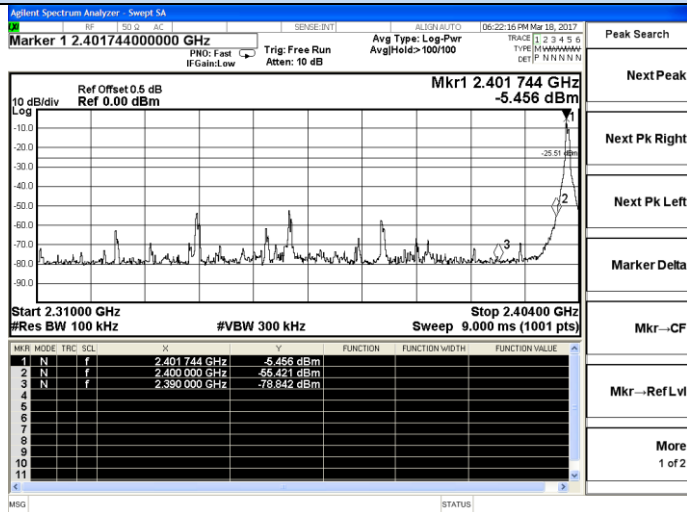 Agilent Spectrum Analyzer - Swept SA
RF 50 Ω AC SENSE:INT ALIGN AUTO 06:22:16 PM Mar 18, 2017
Marker 1 2.401744000000 GHz
PNO: Fast
IFGain:Low
Trig: Free Run
Atten: 10 dB
Avg Type: Log-Pwr
Avg|Hold:>100/100
TRACE 1 2 3 4 5 6
TYPE M WWWWW
DET P N N N N N
Peak Search
Ref Offset 0.5 dB
10 dB/div Ref 0.00 dBm
Log
Mkr1 2.401 744 GHz
-5.456 dBm
-10.0
-20.0
-30.0
-40.0
-50.0
-60.0
-70.0
-80.0
-90.0
1
-25.51 dBm
2
3
Start 2.31000 GHz Stop 2.40400 GHz
#Res BW 100 kHz #VBW 300 kHz Sweep 9.000 ms (1001 pts)
MKR MODE TRC SCL X Y FUNCTION FUNCTION WIDTH FUNCTION VALUE
1 N f 2.401 744 GHz -5.456 dBm
2 N f 2.400 000 GHz -55.421 dBm
3 N f 2.390 000 GHz -78.842 dBm
4
5
6
7
8
9
10
11
Next Peak
Next Pk Right
Next Pk Left
Marker Delta
Mkr→CF
Mkr→Ref Lvl
More
1 of 2
MSG STATUS